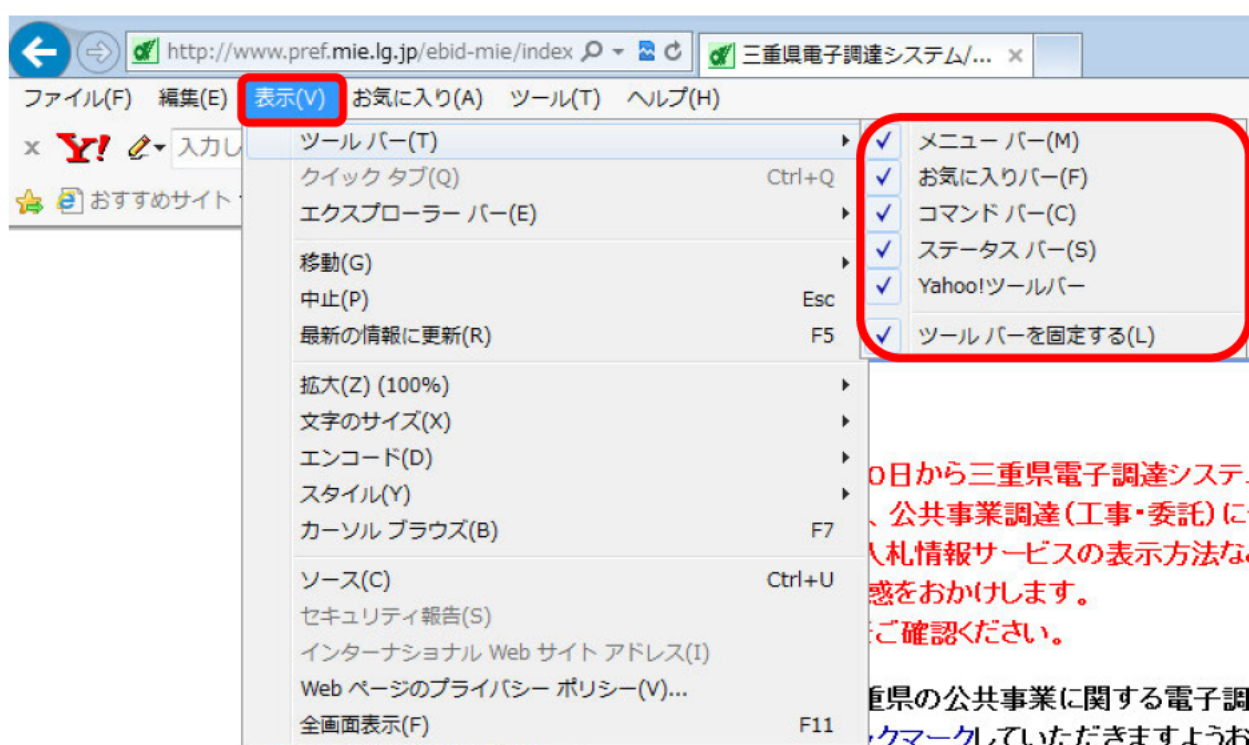 http://www.pref.mie.lg.jp/ebid-mie/index
三重県電子調達システム/... ×
ファイル(F) 編集(E) 表示(V) お気に入り(A) ツール(T) ヘルプ(H)
× Y! 入力し
おすすめサイト
ツール バー(T)
クイック タブ(Q) Ctrl+Q
エクスプローラー バー(E)
移動(G)
中止(P) Esc
最新の情報に更新(R) F5
拡大(Z) (100%)
文字のサイズ(X)
エンコード(D)
スタイル(Y)
カーソル ブラウズ(B) F7
ソース(C) Ctrl+U
セキュリティ報告(S)
インターナショナル Web サイト アドレス(I)
Web ページのプライバシー ポリシー(V)...
全画面表示(F) F11
メニュー バー(M)
お気に入りバー(F)
コマンド バー(C)
ステータス バー(S)
Yahoo!ツールバー
ツール バーを固定する(L)
0日から三重県電子調達システ
、公共事業調達(工事・委託)に
札情報サービスの表示方法な
惑をおかけします。
ご確認ください。
重県の公共事業に関する電子調
ックマークしていただきますようお